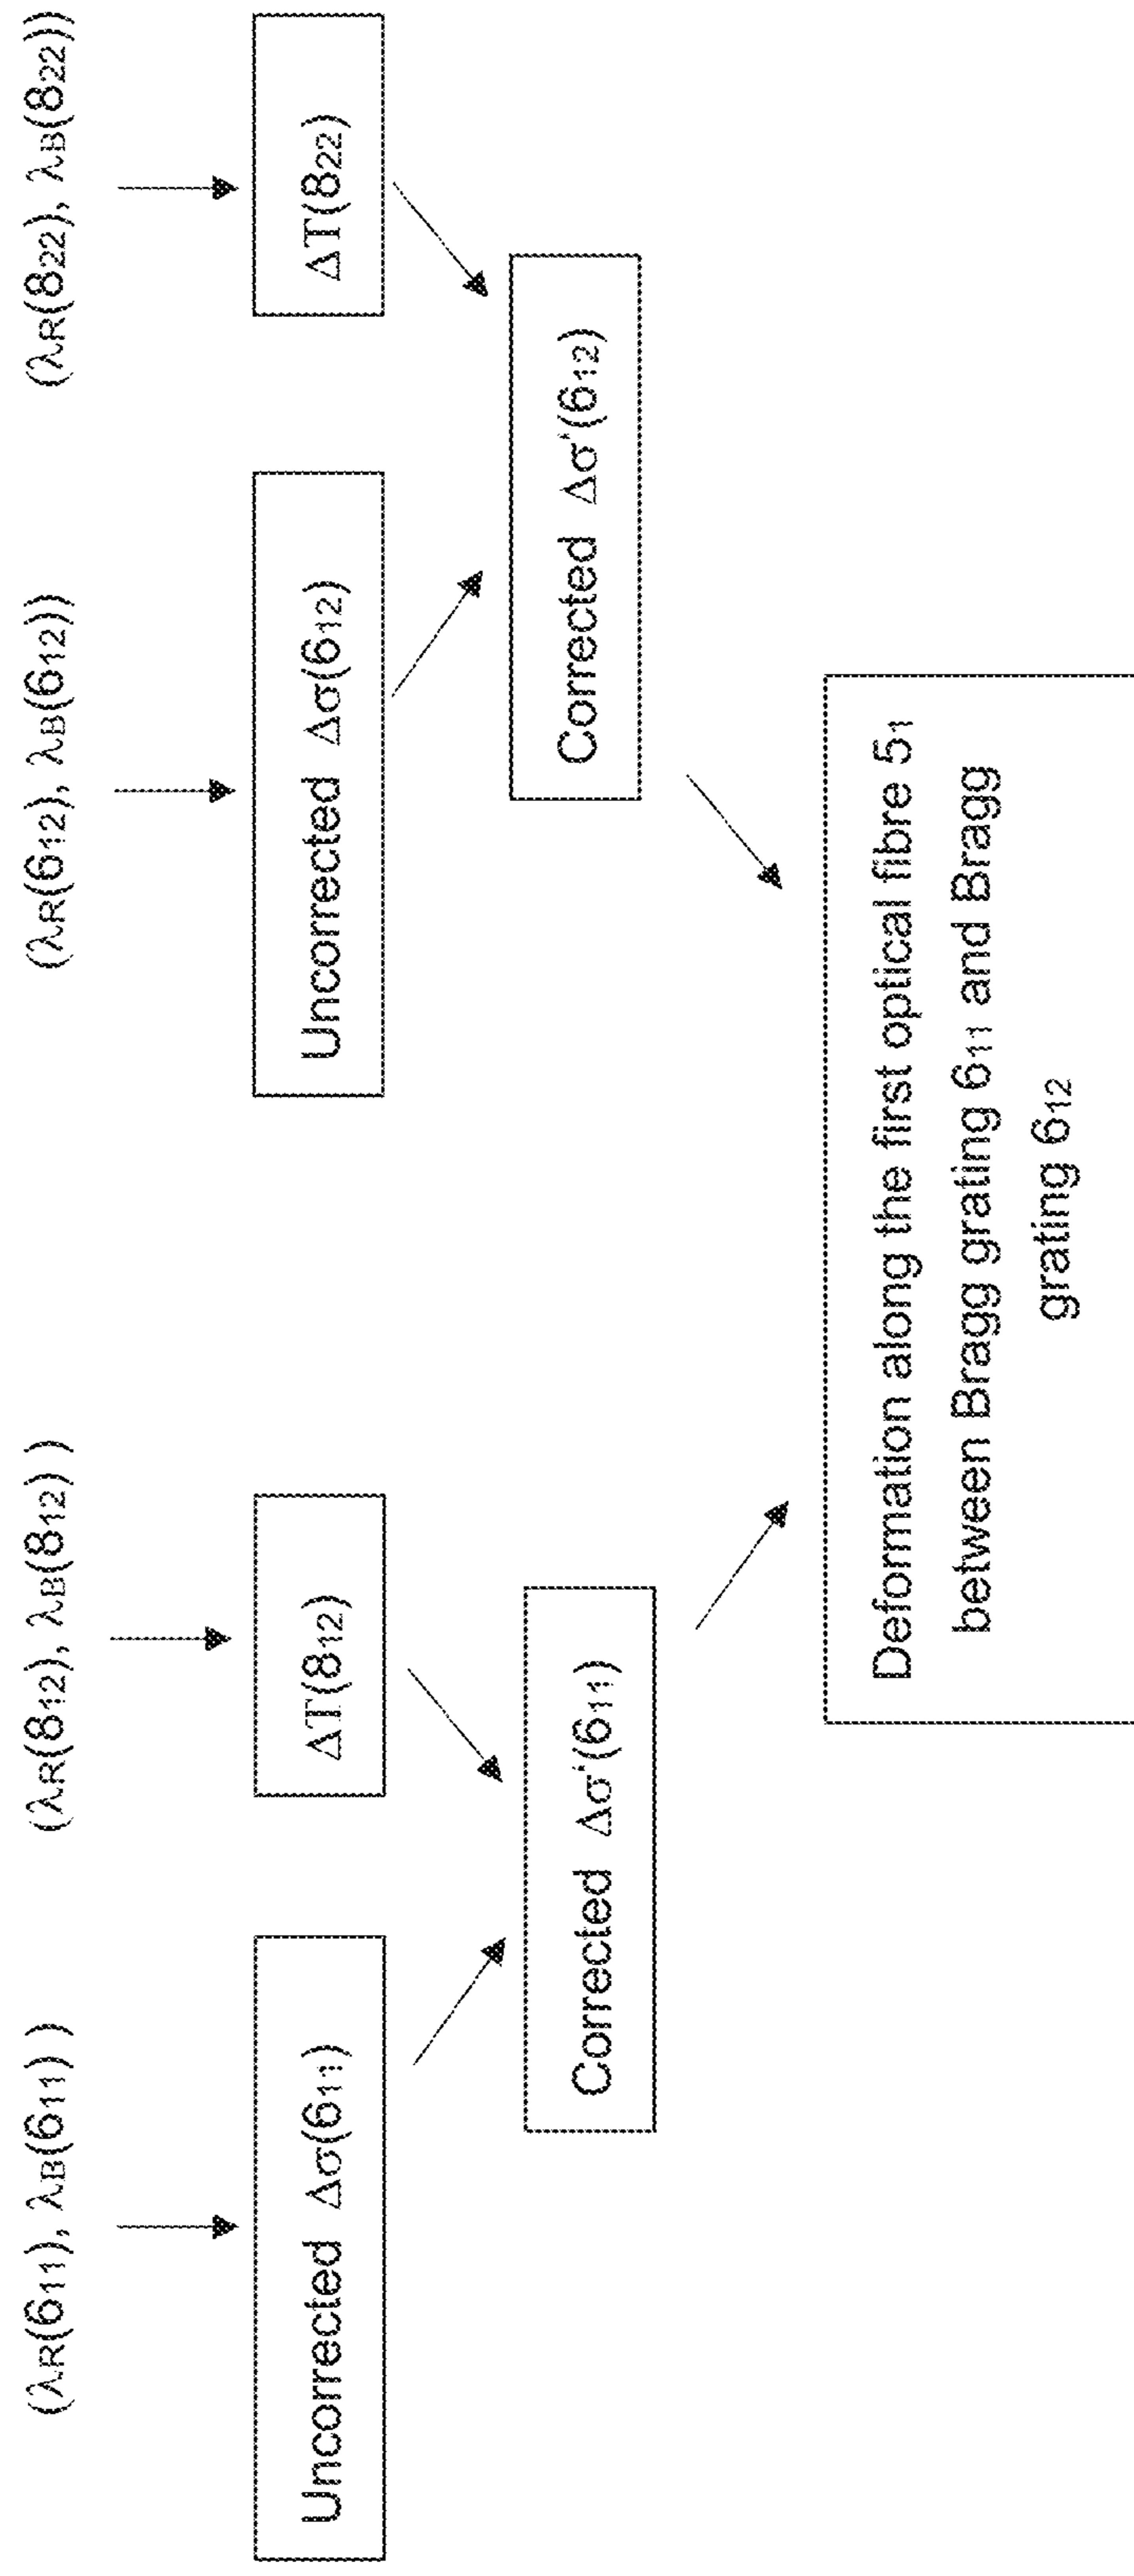 (λR(611), λB(611) )
(λR(812), λB(812) )
(λR(612), λB(612))
(λR(822), λB(822))
Uncorrected Δσ(611)
ΔT(812)
Uncorrected Δσ(612)
ΔT(822)
Corrected Δσ'(611)
Corrected Δσ'(612)
Deformation along the first optical fibre 51
between Bragg grating 611 and Bragg
grating 612